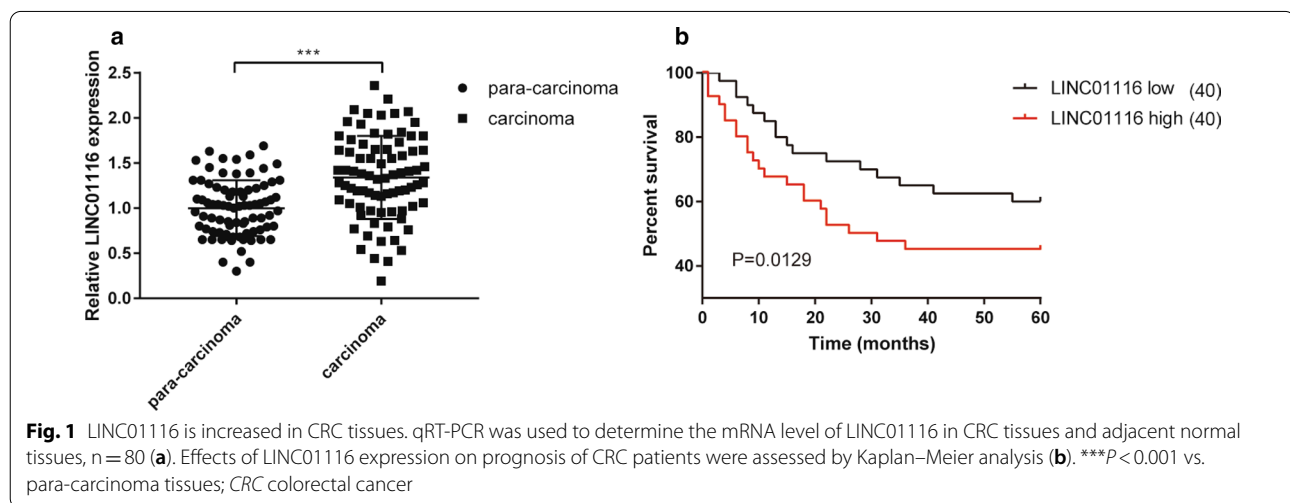 a
***
Relative LINC01116 expression
2.5
2.0
1.5
1.0
0.5
0.0
para-carcinoma
carcinoma
para-carcinoma
carcinoma
b
Percent survival
100
80
60
40
P=0.0129
LINC01116 low (40)
LINC01116 high (40)
0 10 20 30 40 50 60
Time (months)
Fig. 1 LINC01116 is increased in CRC tissues. qRT-PCR was used to determine the mRNA level of LINC01116 in CRC tissues and adjacent normal
tissues, n = 80 (a). Effects of LINC01116 expression on prognosis of CRC patients were assessed by Kaplan–Meier analysis (b). ***P < 0.001 vs.
para-carcinoma tissues; CRC colorectal cancer